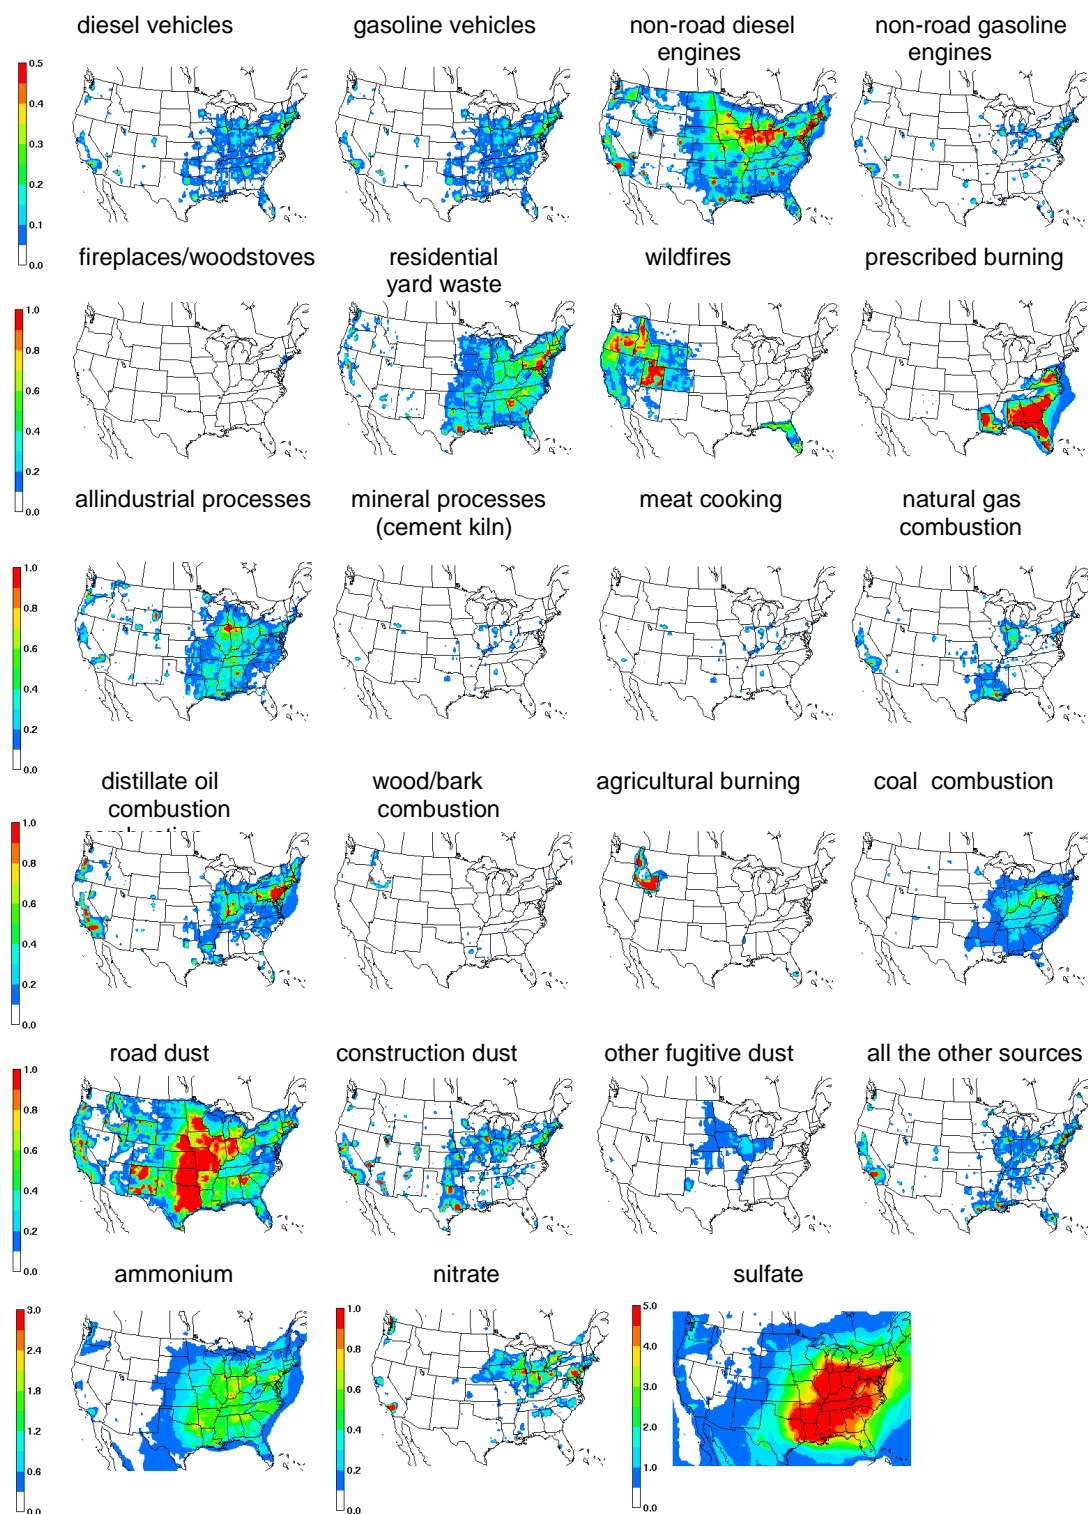 diesel vehicles
gasoline vehicles
non-road diesel
engines
non-road gasoline
engines
0.5
0.4
0.3
0.2
0.1
0.0
fireplaces/woodstoves
residential
yard waste
wildfires
prescribed burning
1.0
0.8
0.6
0.4
0.2
0.0
allindustrial processes
mineral processes
(cement kiln)
meat cooking
natural gas
combustion
1.0
0.8
0.6
0.4
0.2
0.0
distillate oil
combustion
wood/bark
combustion
agricultural burning
coal combustion
1.0
0.8
0.6
0.4
0.2
0.0
road dust
construction dust
other fugitive dust
all the other sources
1.0
0.8
0.6
0.4
0.2
0.0
ammonium
nitrate
sulfate
3.0
2.4
1.8
1.2
0.6
0.0
1.0
0.8
0.6
0.4
0.2
0.0
5.0
4.0
3.0
2.0
1.0
0.0